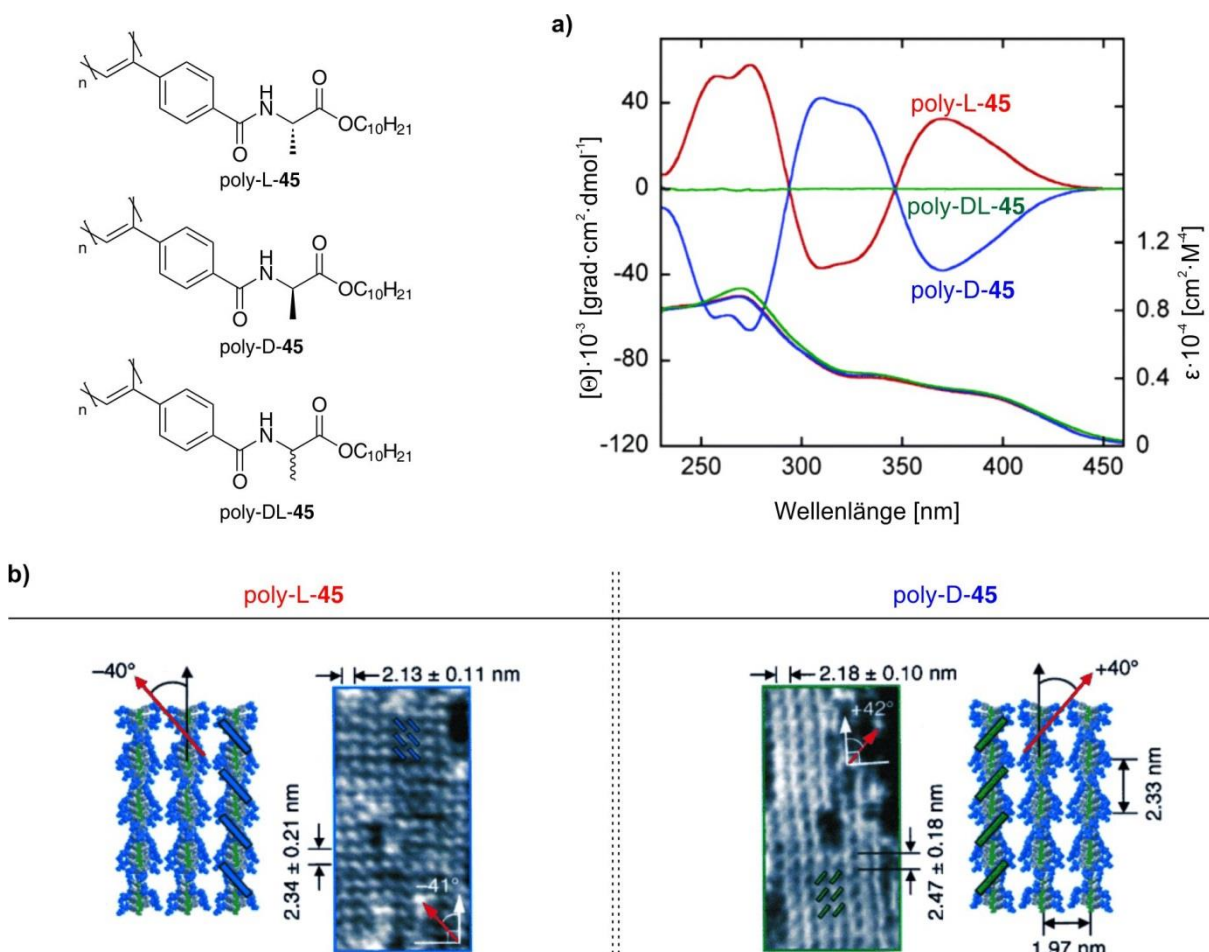 a)
n
N
H
O
O
OC10H21
poly-L-45
n
N
H
O
O
OC10H21
poly-D-45
n
N
H
O
O
OC10H21
poly-DL-45
[Θ]·10-3 [grad·cm2·dmol-1]
40
0
-40
-80
-120
poly-L-45
poly-DL-45
poly-D-45
1.2
0.8
0.4
0
ε·10-4 [cm2·M-4]
250 300 350 400 450
Wellenlänge [nm]
b)
poly-L-45
poly-D-45
–40°
2.13 ± 0.11 nm
2.34 ± 0.21 nm
–41°
2.18 ± 0.10 nm
+42°
2.47 ± 0.18 nm
+40°
2.33 nm
1.97 nm